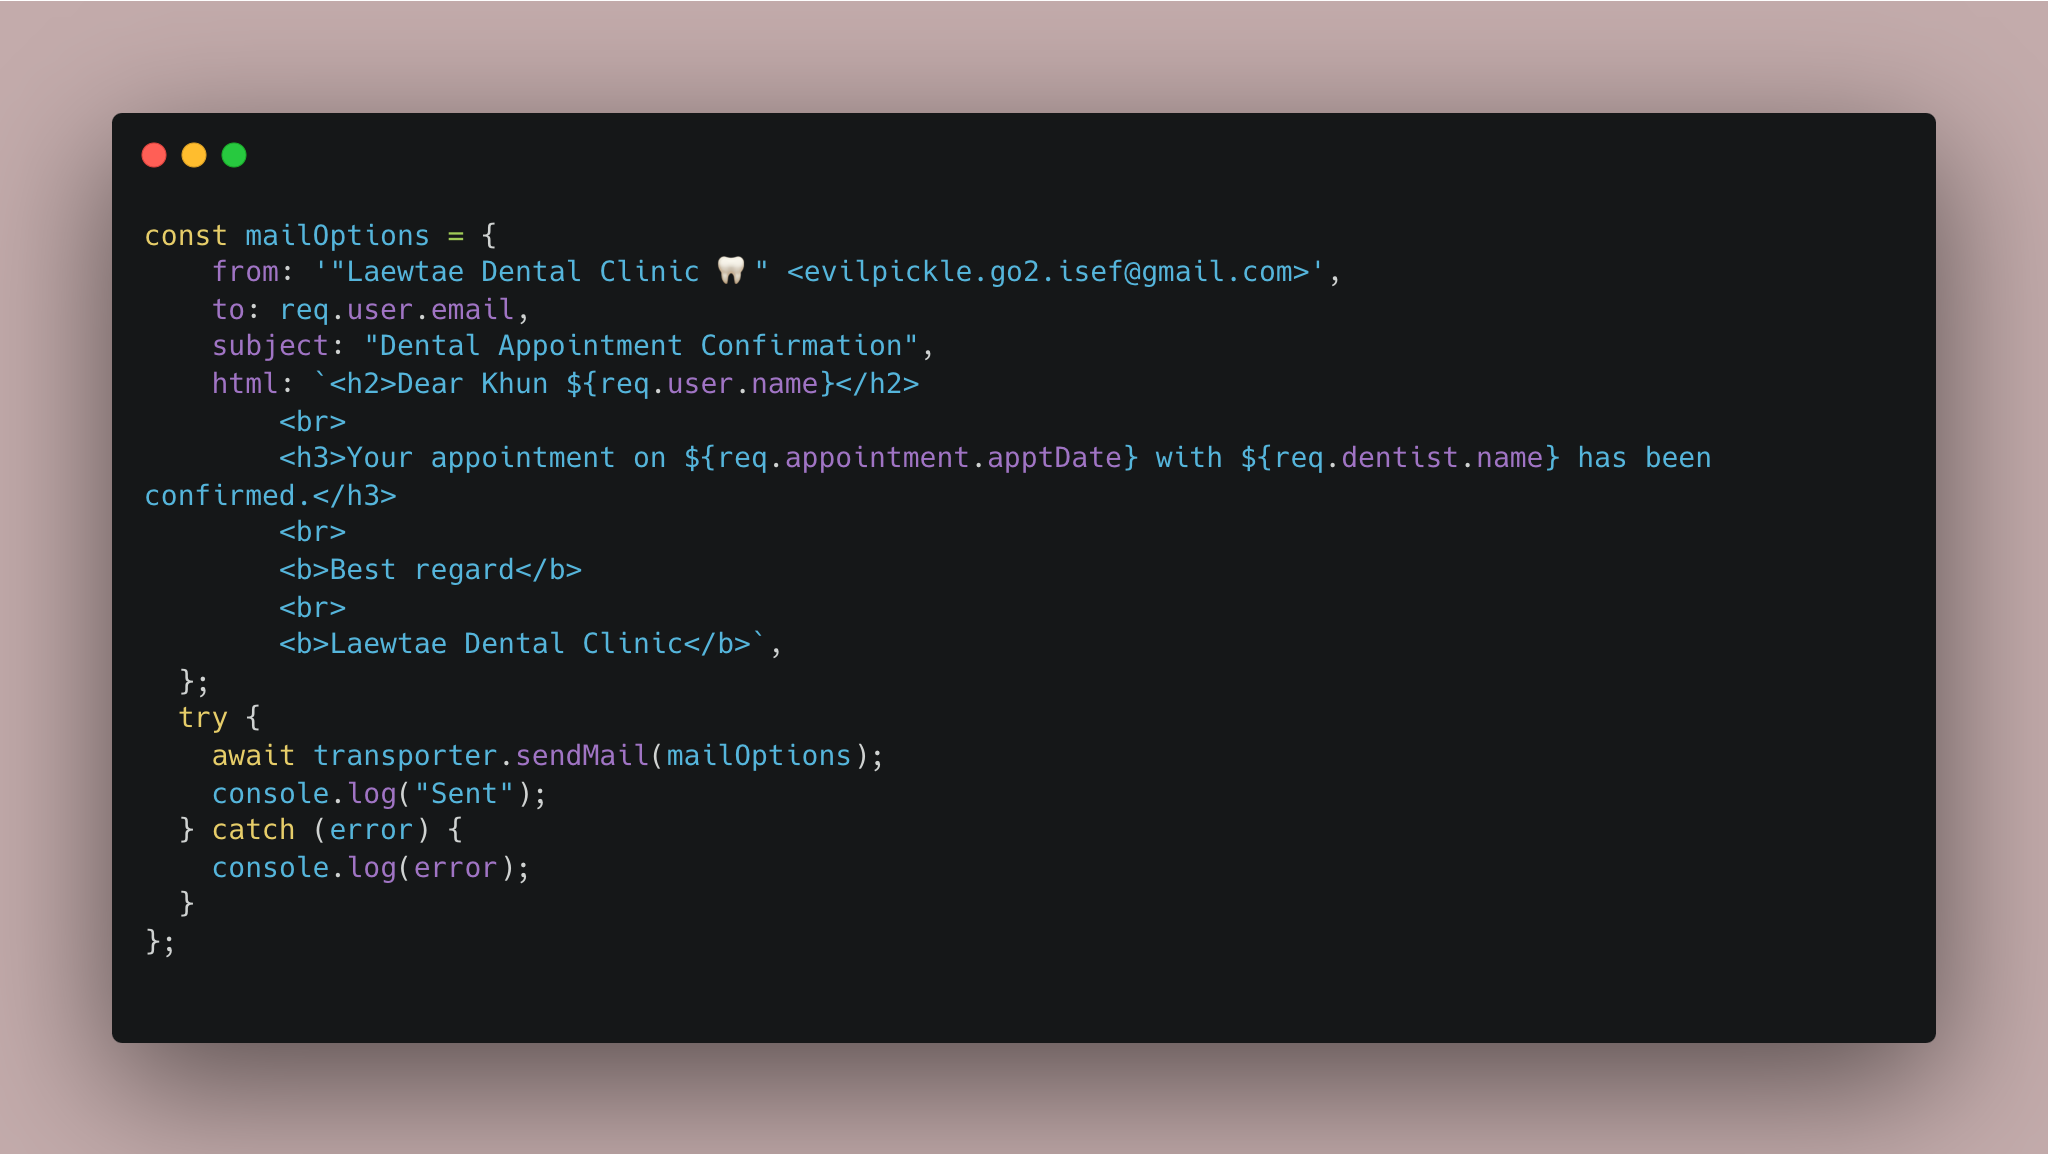 const mailOptions = {
    from: '"Laewtae Dental Clinic 🦷" <evilpickle.go2.isef@gmail.com>',
    to: req.user.email,
    subject: "Dental Appointment Confirmation",
    html: `<h2>Dear Khun ${req.user.name}</h2>
        <br>
        <h3>Your appointment on ${req.appointment.apptDate} with ${req.dentist.name} has been
confirmed.</h3>
        <br>
        <b>Best regard</b>
        <br>
        <b>Laewtae Dental Clinic</b>`,
  };
  try {
    await transporter.sendMail(mailOptions);
    console.log("Sent");
  } catch (error) {
    console.log(error);
  }
};